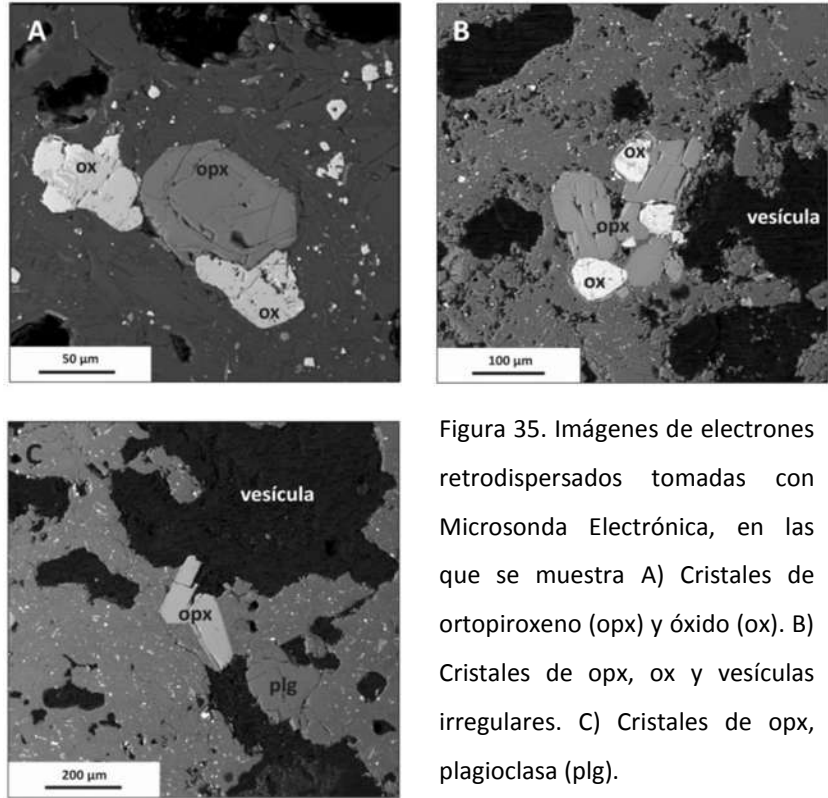 A
ox
opx
ox
50 µm
B
ox
opx
vesícula
ox
100 µm
C
vesícula
opx
plg
200 µm
Figura 35. Imágenes de electrones
retrodispersados tomadas con
Microsonda Electrónica, en las
que se muestra A) Cristales de
ortopiroxeno (opx) y óxido (ox). B)
Cristales de opx, ox y vesículas
irregulares. C) Cristales de opx,
plagioclasa (plg).